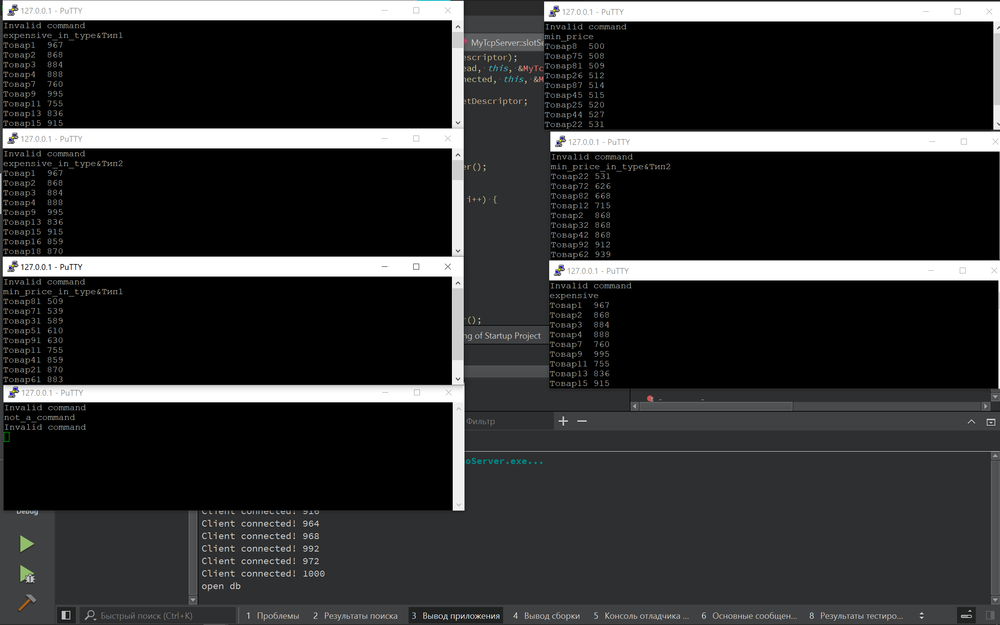 127.0.0.1 - PuTTY
Invalid command
expensive_in_type&Тип1
Товар1  967
Товар2  868
Товар3  884
Товар4  888
Товар7  760
Товар9  995
Товар11 755
Товар13 836
Товар15 915
127.0.0.1 - PuTTY
Invalid command
expensive_in_type&Тип2
Товар1  967
Товар2  868
Товар3  884
Товар4  888
Товар9  995
Товар13 836
Товар15 915
Товар16 859
Товар18 870
127.0.0.1 - PuTTY
Invalid command
min_price_in_type&Тип1
Товар81 509
Товар71 539
Товар31 589
Товар51 610
Товар91 630
Товар11 755
Товар41 859
Товар21 870
Товар61 883
127.0.0.1 - PuTTY
Invalid command
not_a_command
Invalid command
MyTcpServer::slotSe
escriptor);
ead, this, &MyTc
nected, this, &M
etDescriptor;
er();
i++) {
r();
ng of Startup Project
127.0.0.1 - PuTTY
Invalid command
min_price
Товар8  500
Товар75 508
Товар81 509
Товар26 512
Товар87 514
Товар45 515
Товар25 520
Товар44 527
Товар22 531
127.0.0.1 - PuTTY
Invalid command
min_price_in_type&Тип2
Товар22 531
Товар72 626
Товар82 668
Товар12 715
Товар2  868
Товар32 868
Товар42 868
Товар92 912
Товар62 939
127.0.0.1 - PuTTY
Invalid command
expensive
Товар1  967
Товар2  868
Товар3  884
Товар4  888
Товар7  760
Товар9  995
Товар11 755
Товар13 836
Товар15 915
Фильтр
oServer.exe...
Debug
Client connected! 916
Client connected! 964
Client connected! 968
Client connected! 992
Client connected! 972
Client connected! 1000
open db
Быстрый поиск (Ctrl+K) 1 Проблемы 2 Результаты поиска 3 Вывод приложения 4 Вывод сборки 5 Консоль отладчика ... 6 Основные сообщен... 8 Результаты тестиро...